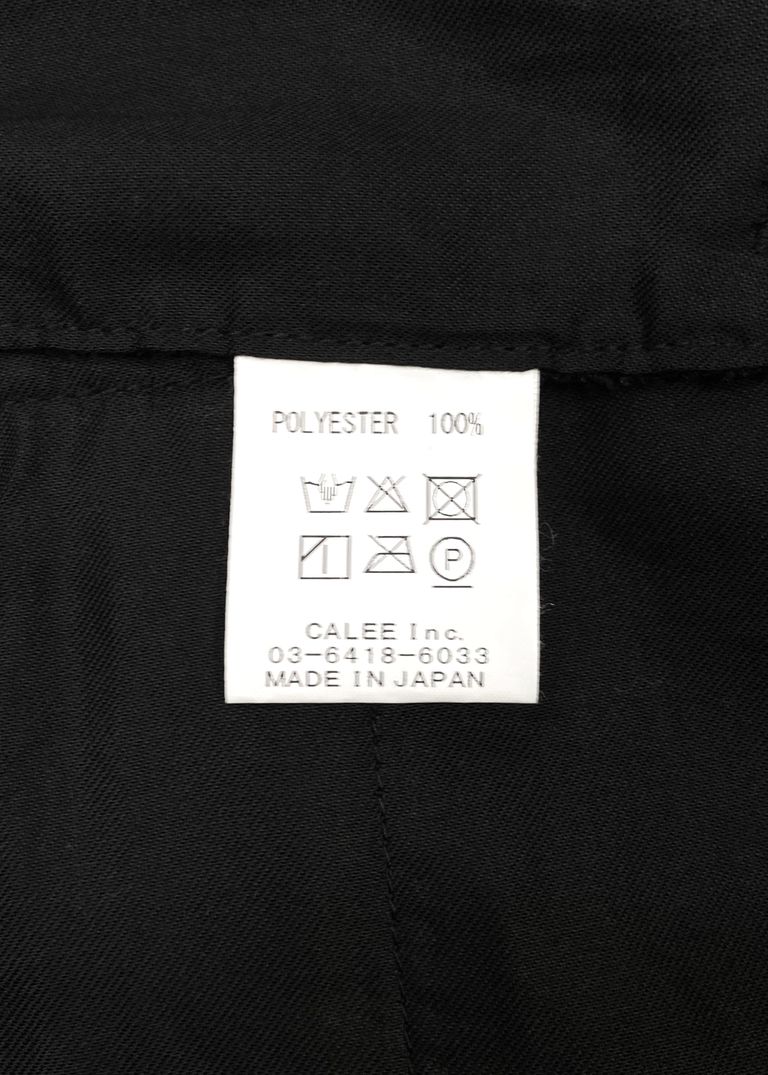 POLYESTER 100%
P
CALEE Inc.
03-6418-6033
MADE IN JAPAN